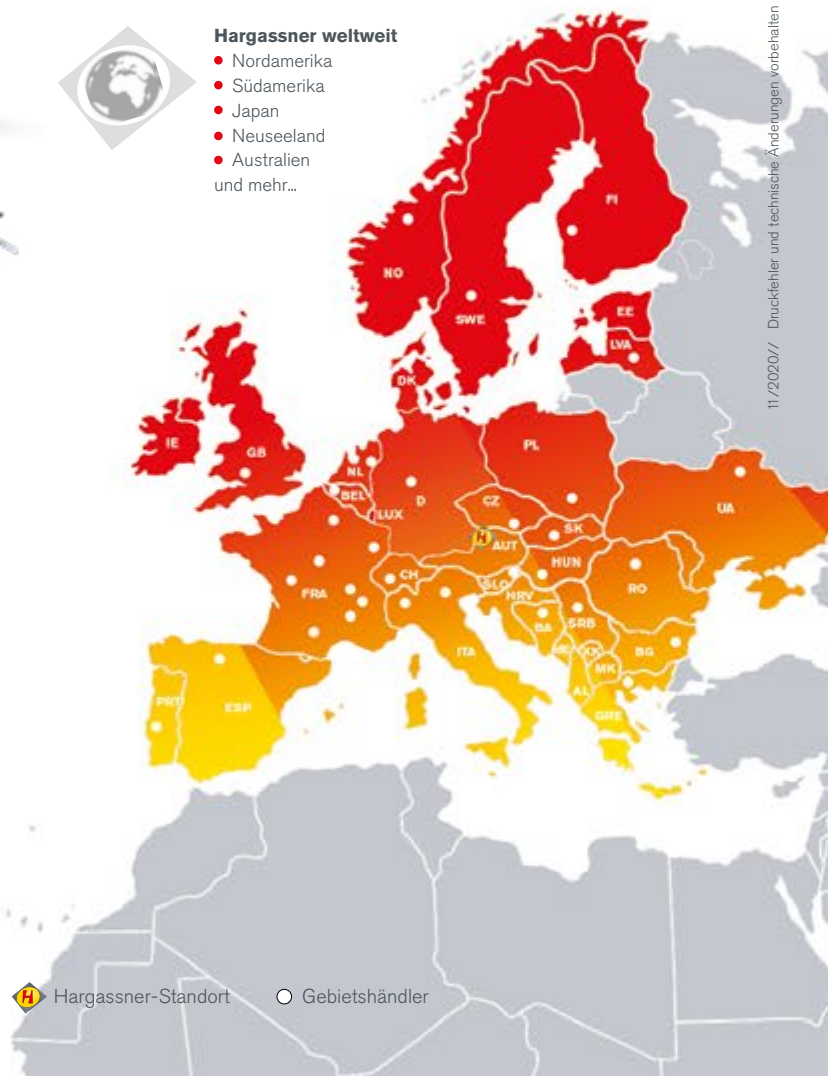 Hargassner weltweit
Nordamerika
Südamerika
Japan
Neuseeland
Australien
und mehr...
11/2020// Druckfehler und technische Änderungen vorbehalten
FI
NO
SWE
EE
LVA
DK
IE
GB
NL
BEL
LUX
D
PL
CZ
SK
UA
H
AUT
HUN
CH
SLO
HRV
RO
FRA
BA
SRB
ITA
BG
MK
AL
PRT
ESP
GRE
H Hargassner-Standort
Gebietshändler